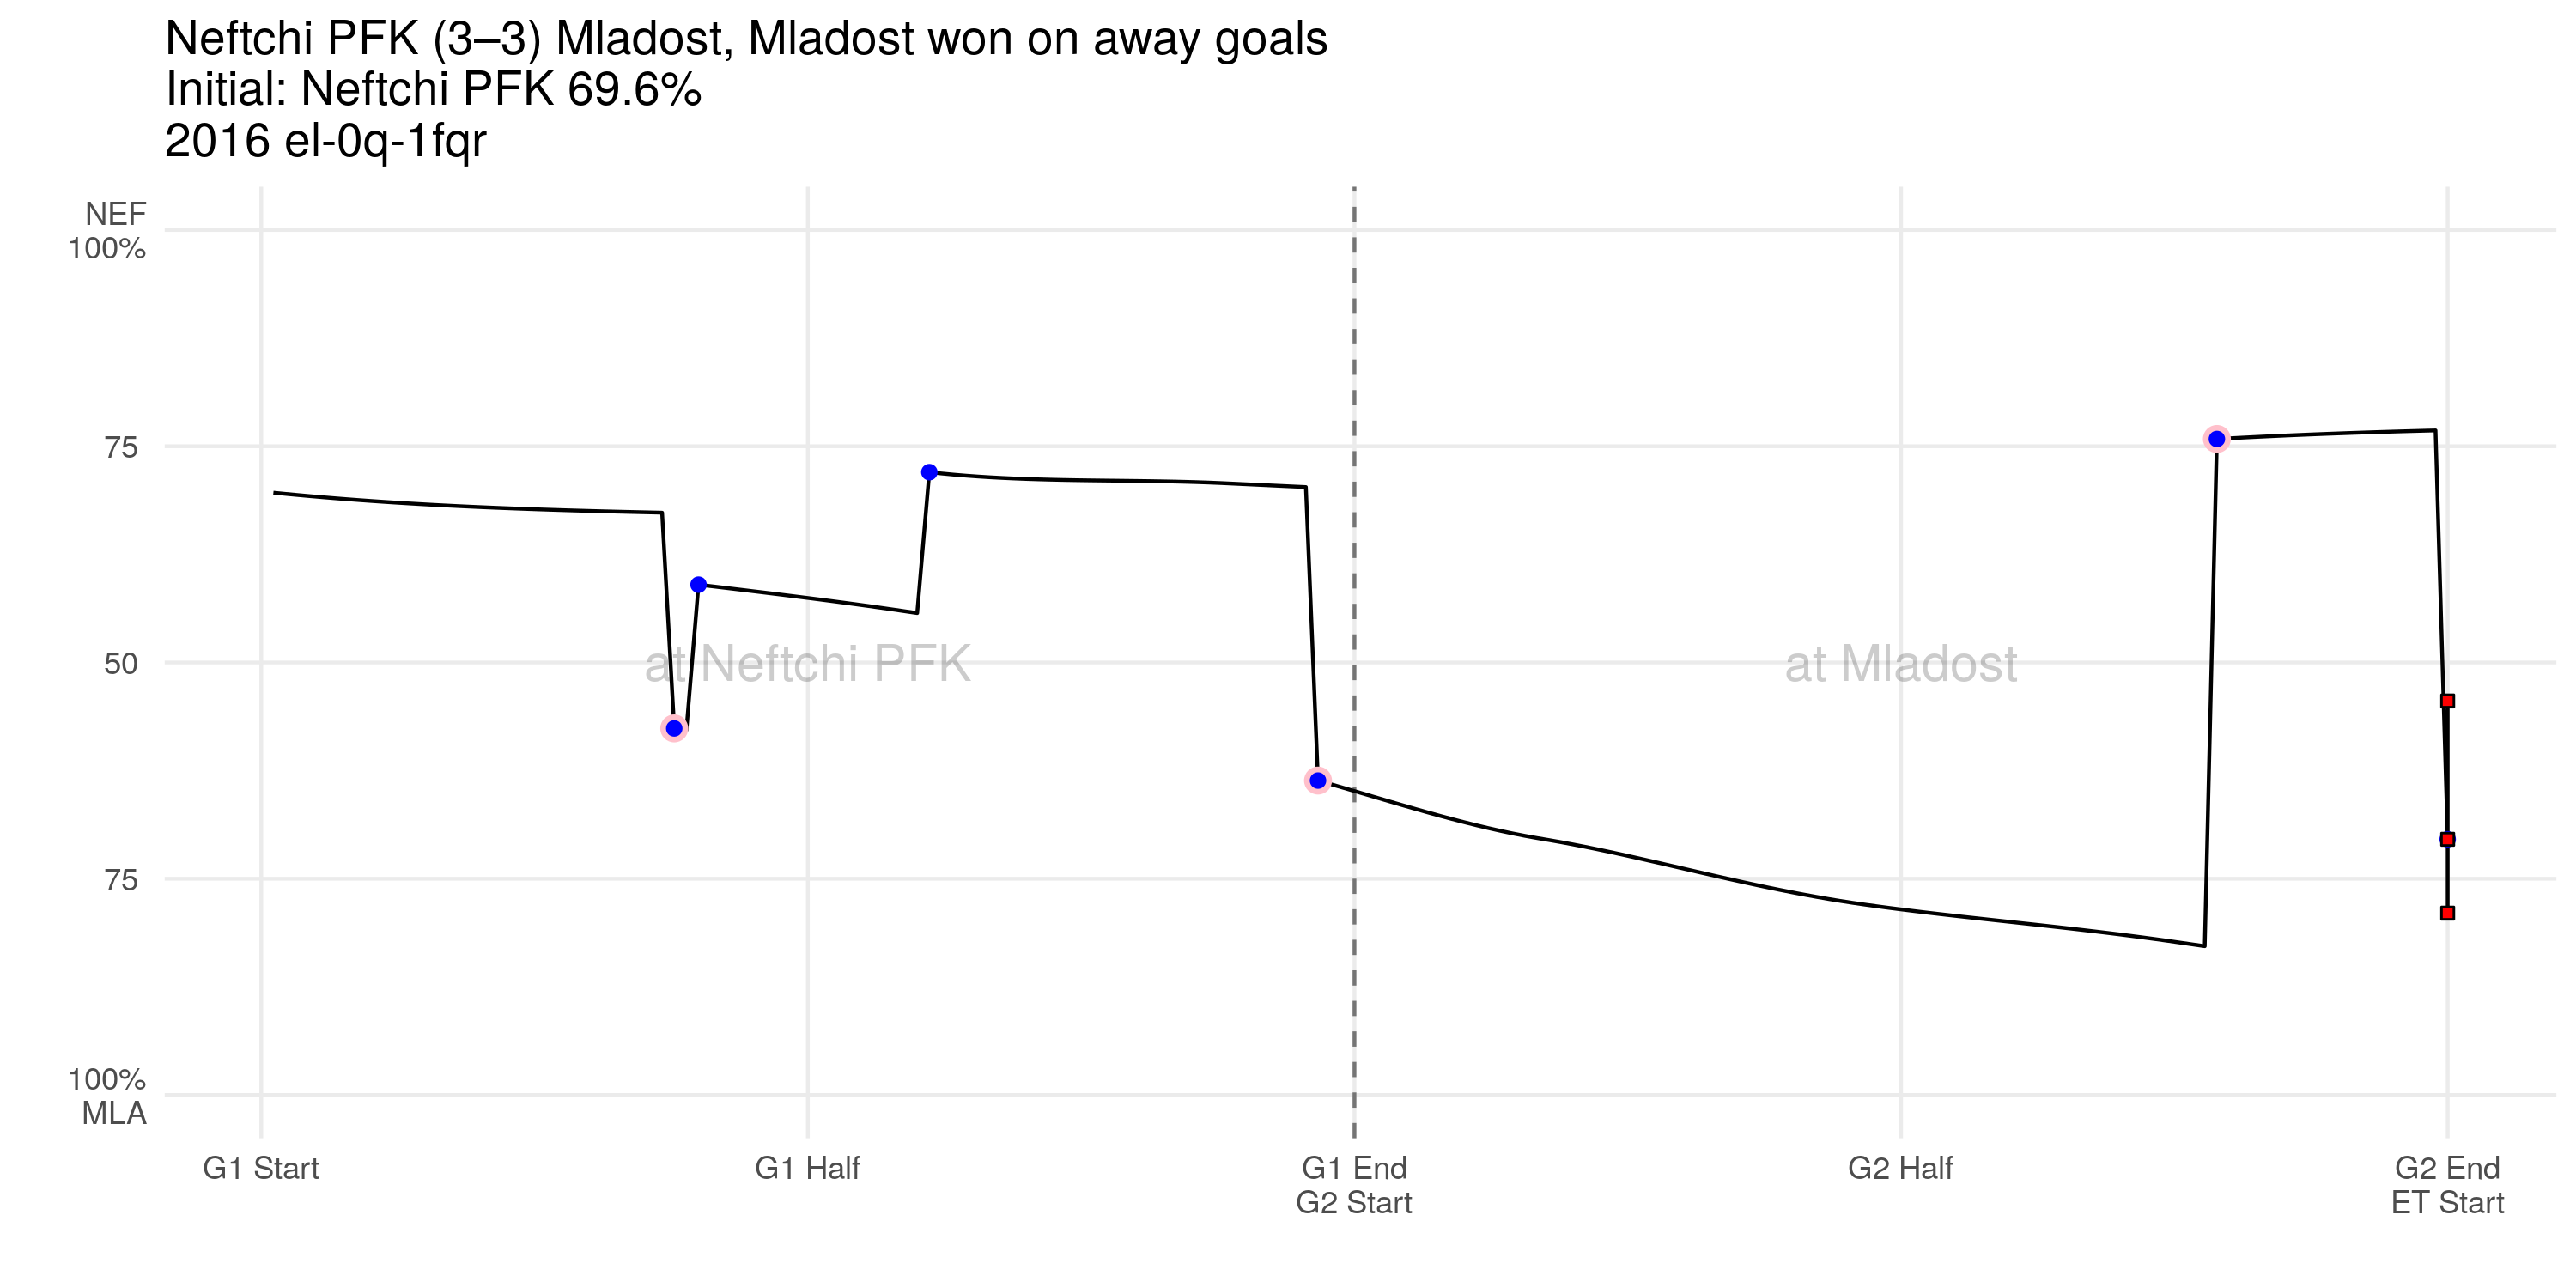 Neftchi PFK (3–3) Mladost, Mladost won on away goals
Initial: Neftchi PFK 69.6%
2016 el-0q-1fqr
NEF
100%
75
50
75
100%
MLA
at Neftchi PFK
at Mladost
G1 Start
G1 Half
G1 End
G2 Start
G2 Half
G2 End
ET Start